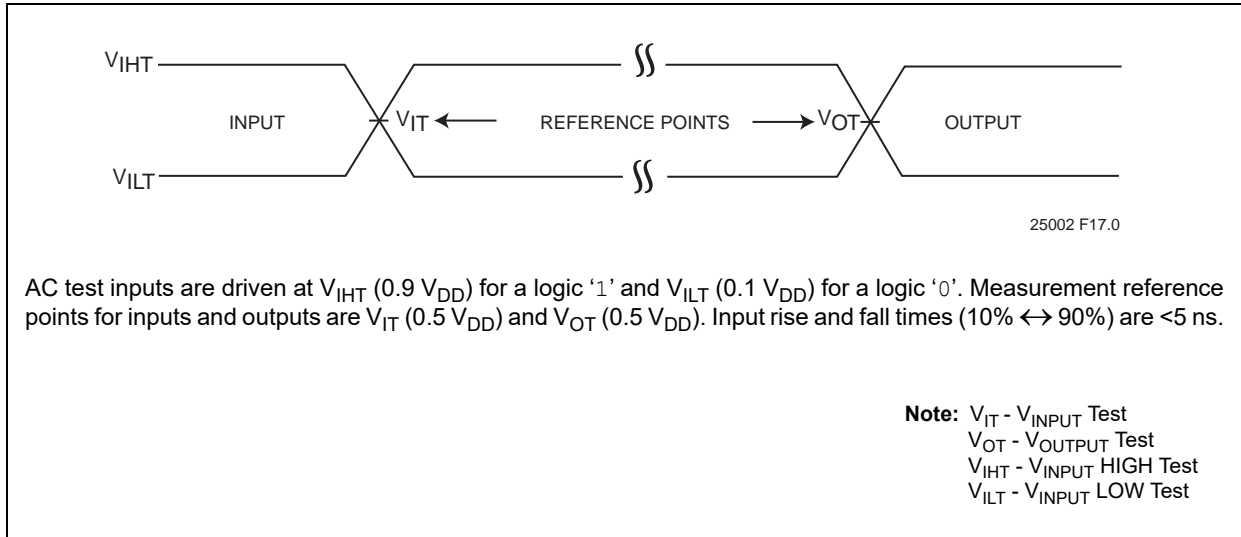 VIHT
INPUT
VIT
REFERENCE POINTS
VOT
OUTPUT
VILT
25002 F17.0
AC test inputs are driven at VIHT (0.9 VDD) for a logic ‘1’ and VILT (0.1 VDD) for a logic ‘0’. Measurement reference
points for inputs and outputs are VIT (0.5 VDD) and VOT (0.5 VDD). Input rise and fall times (10% ↔ 90%) are <5 ns.
Note: VIT - VINPUT Test
VOT - VOUTPUT Test
VIHT - VINPUT HIGH Test
VILT - VINPUT LOW Test